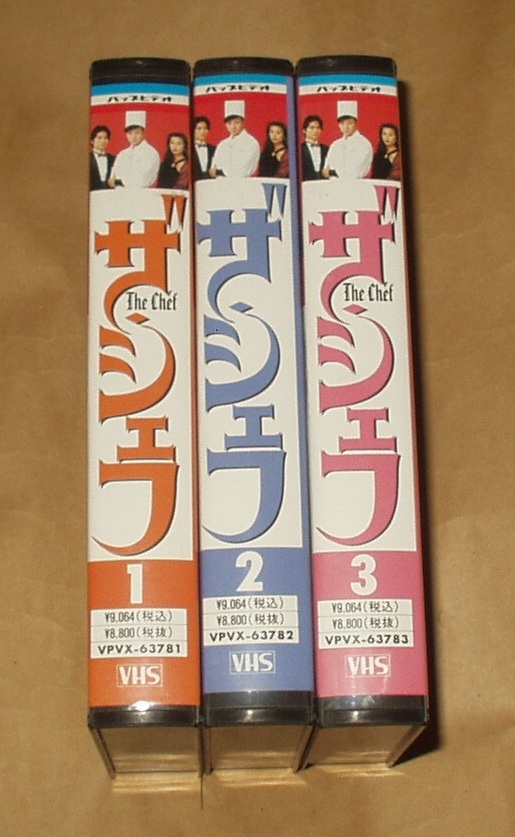 バップビデオ
ザ・シェフ
The Chef
1
¥9,064(税込)
¥8,800(税抜)
VPVX-63781
VHS
バップビデオ
ザ・シェフ
2
¥9,064(税込)
¥8,800(税抜)
VPVX-63782
VHS
バップビデオ
ザ・シェフ
The Chef
3
¥9,064(税込)
¥8,800(税抜)
VPVX-63783
VHS